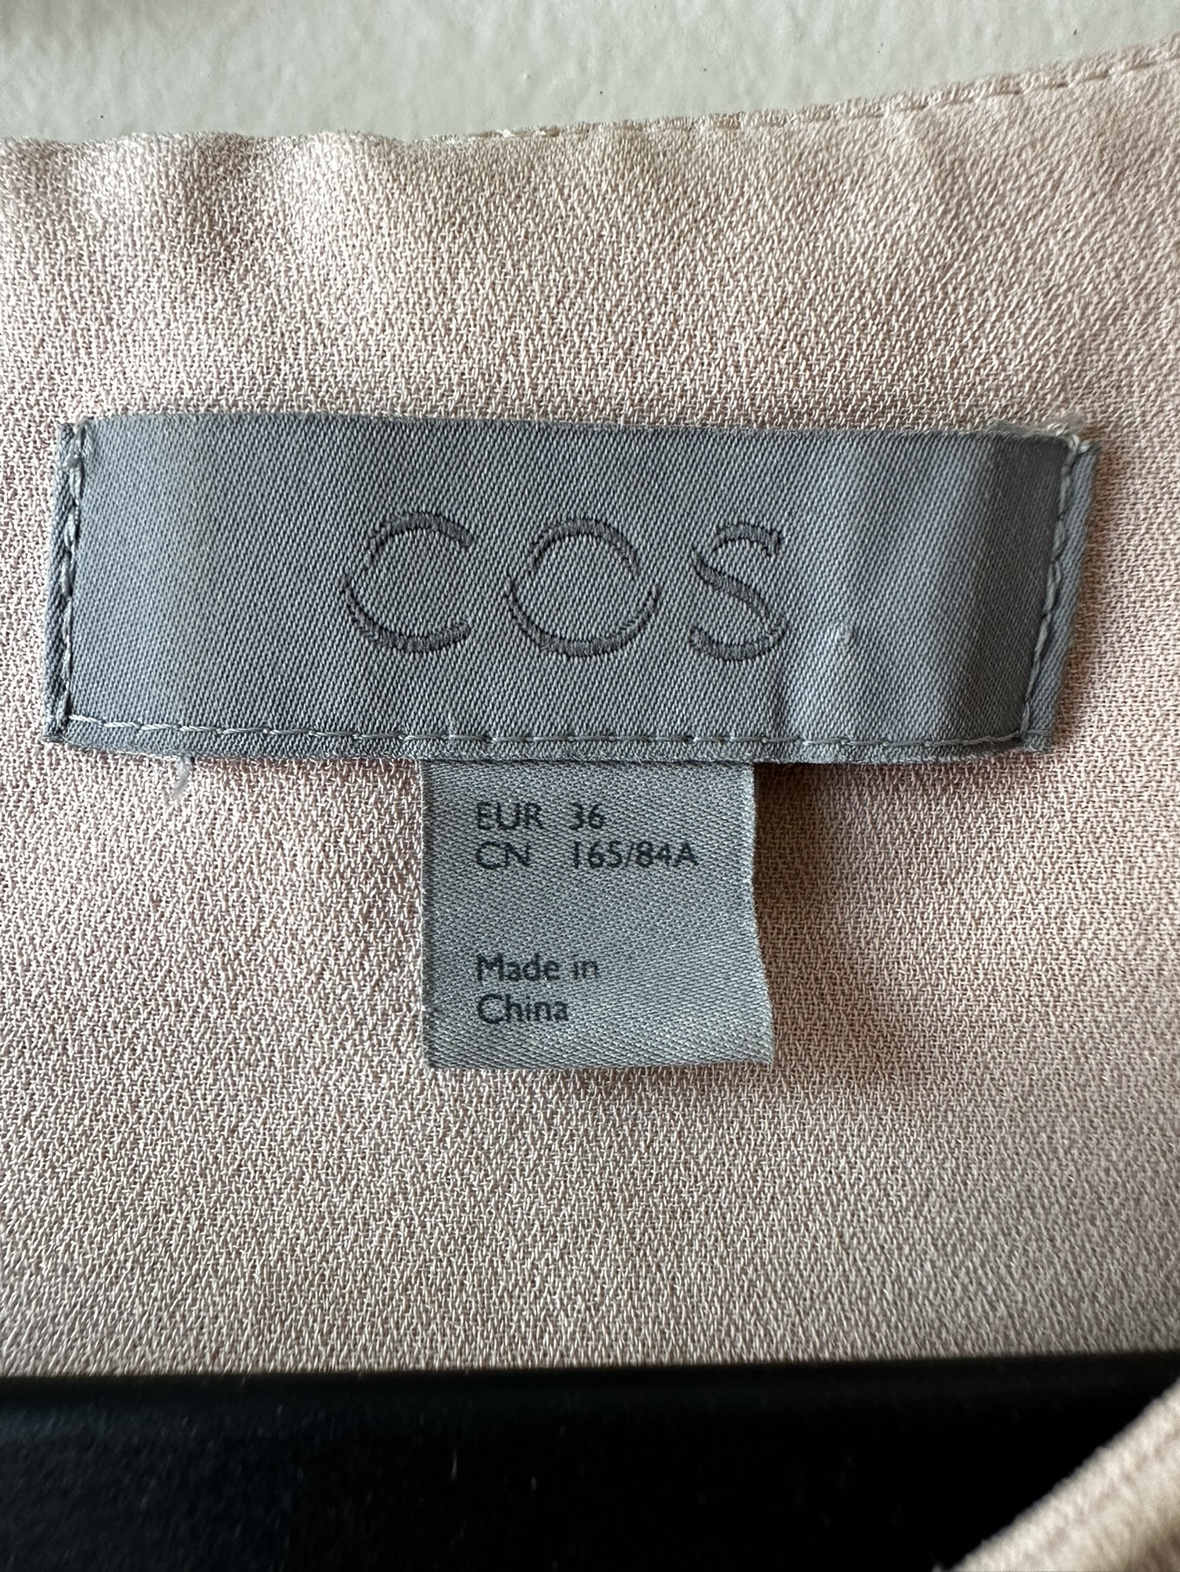 COS
EUR 36
CN 165/84A
Made in
China